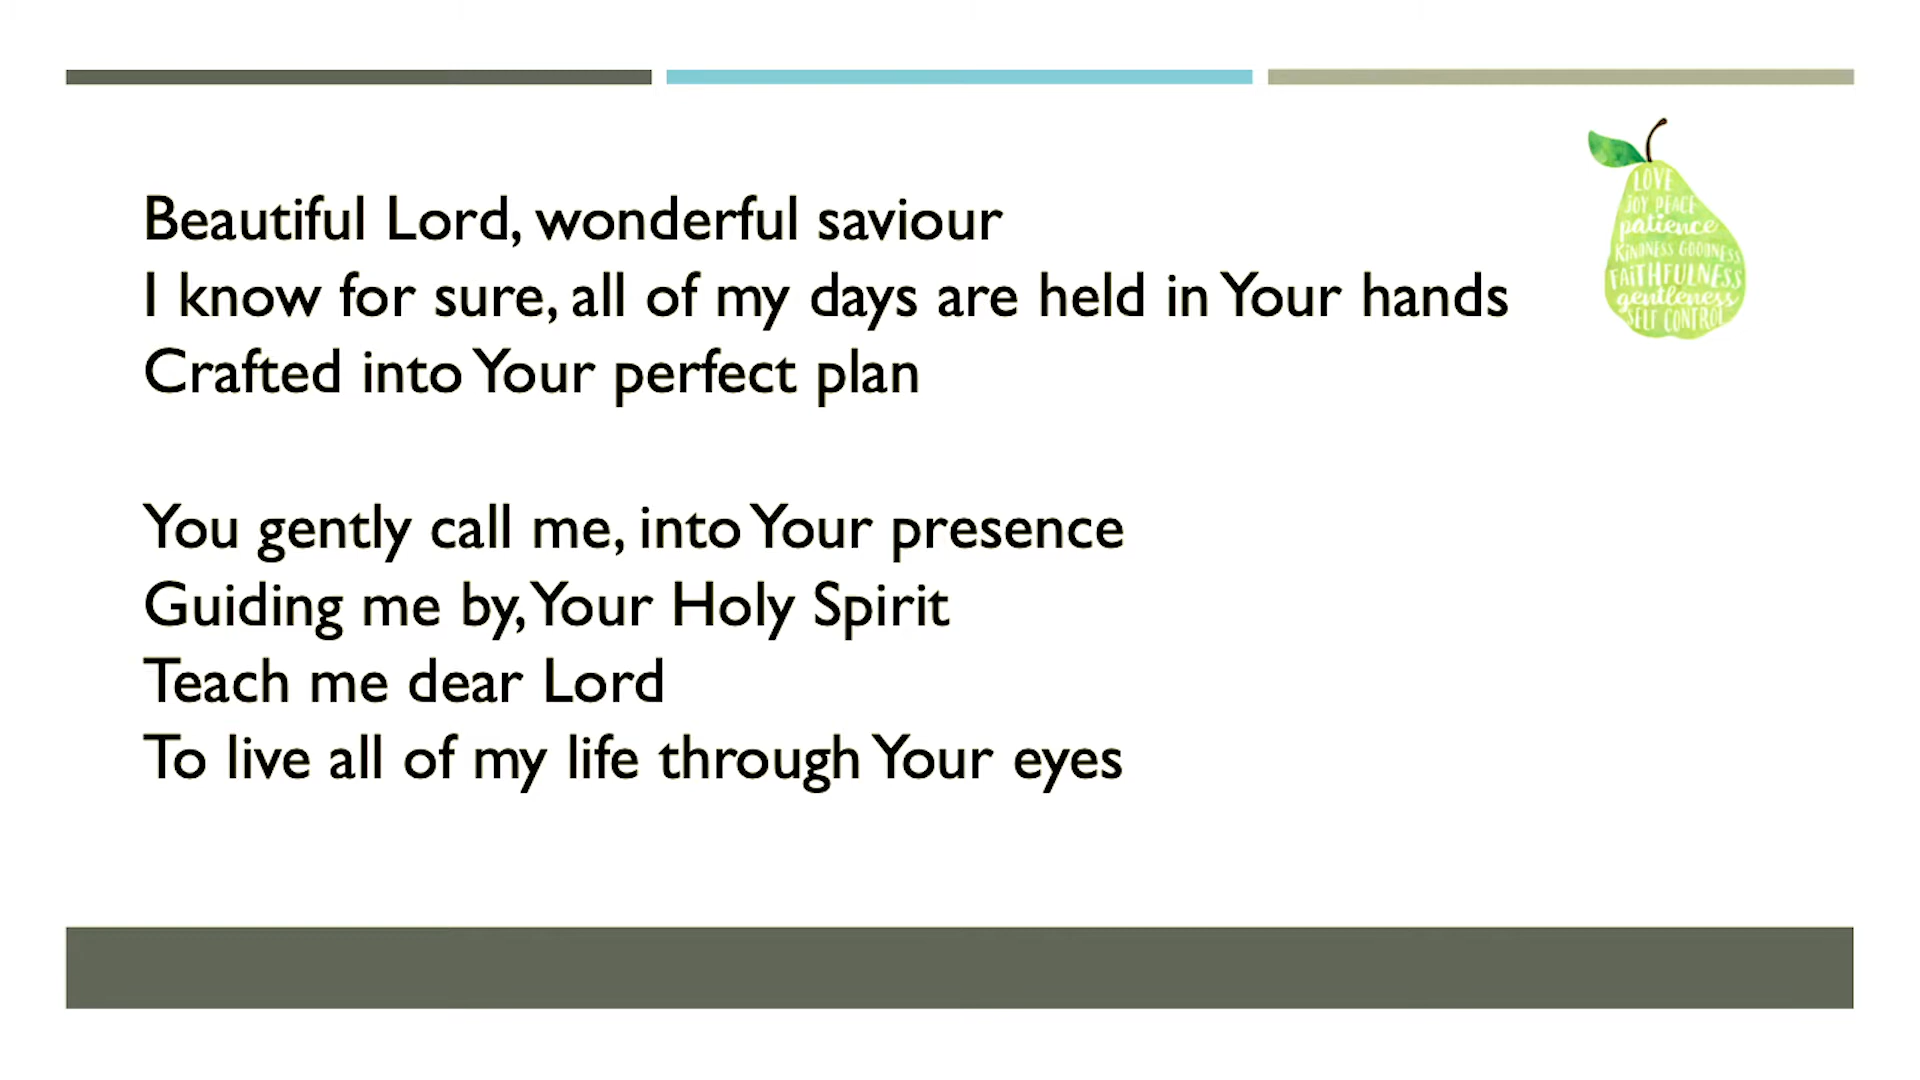 Beautiful Lord, wonderful saviour
I know for sure, all of my days are held in Your hands
Crafted into Your perfect plan
You gently call me, into Your presence
Guiding me by, Your Holy Spirit
Teach me dear Lord
To live all of my life through Your eyes
LOVE
JOY PEACE
patience
KINDNESS GOODNESS
FAITHFULNESS
gentleness
SELF CONTROL